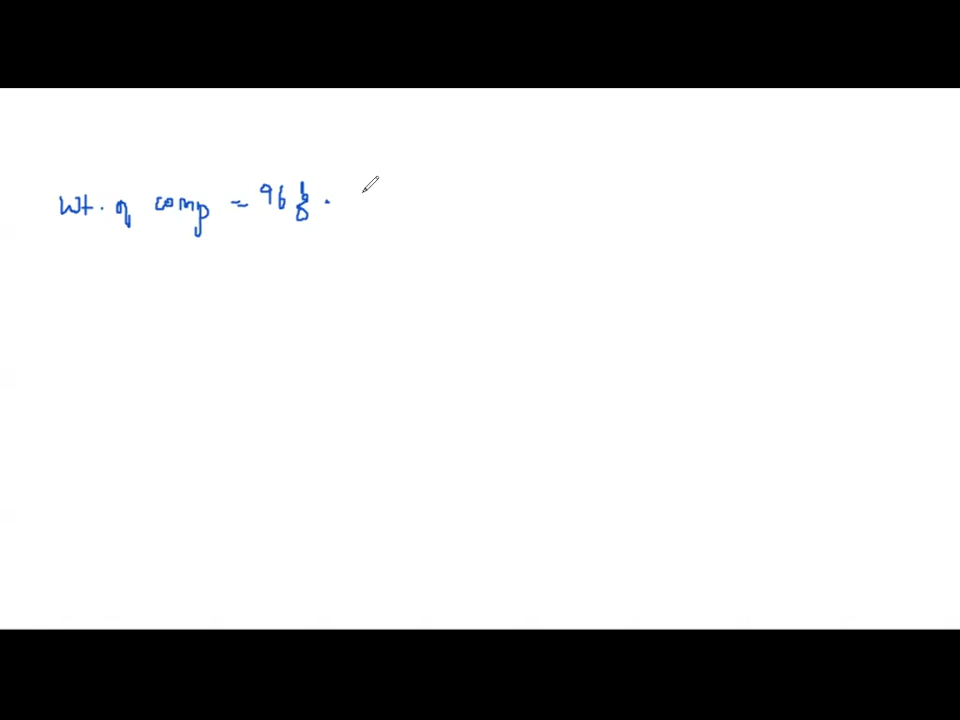 Wt. of comp = 96 g.